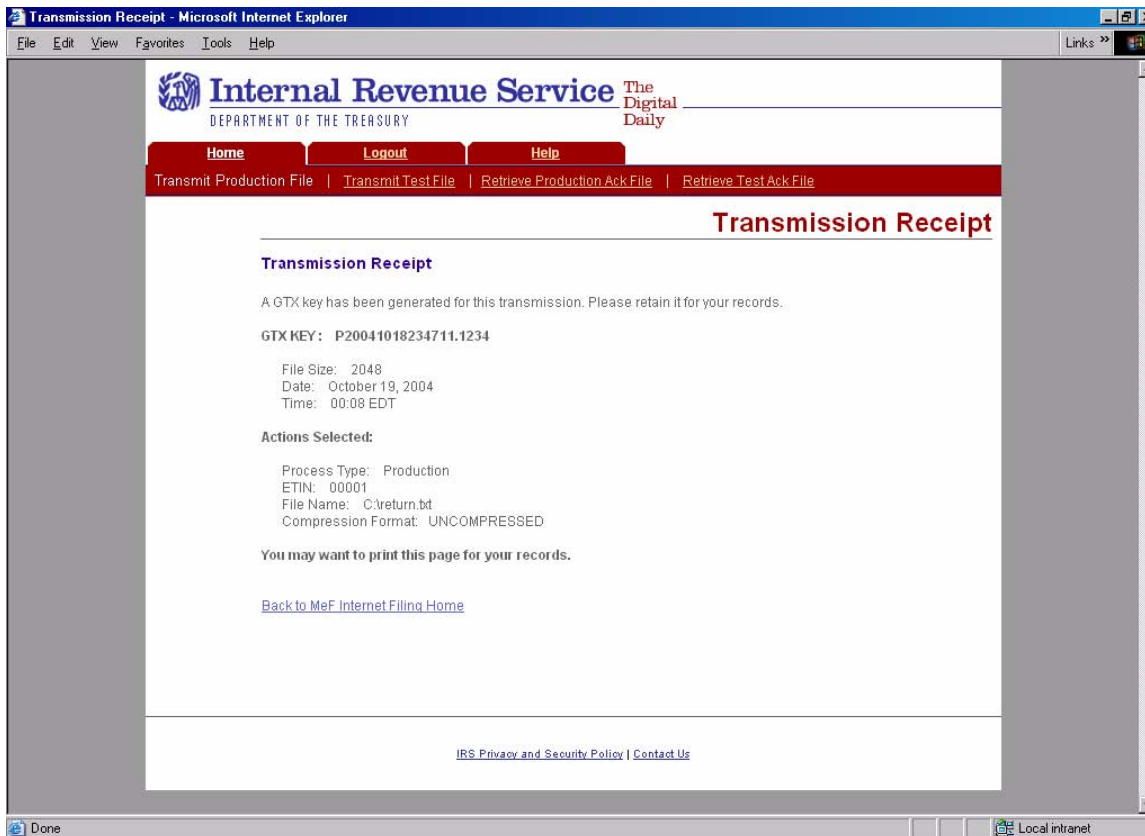 Transmission Receipt - Microsoft Internet Explorer
File Edit View Favorites Tools Help Links »
Internal Revenue Service The Digital Daily
DEPARTMENT OF THE TREASURY
Home Logout Help
Transmit Production File | Transmit Test File | Retrieve Production Ack File | Retrieve Test Ack File
Transmission Receipt
Transmission Receipt
A GTX key has been generated for this transmission. Please retain it for your records.
GTX KEY: P20041018234711.1234
File Size: 2048
Date: October 19, 2004
Time: 00:08 EDT
Actions Selected:
Process Type: Production
ETIN: 00001
File Name: C:\return.txt
Compression Format: UNCOMPRESSED
You may want to print this page for your records.
Back to MeF Internet Filing Home
IRS Privacy and Security Policy | Contact Us
Done Local intranet